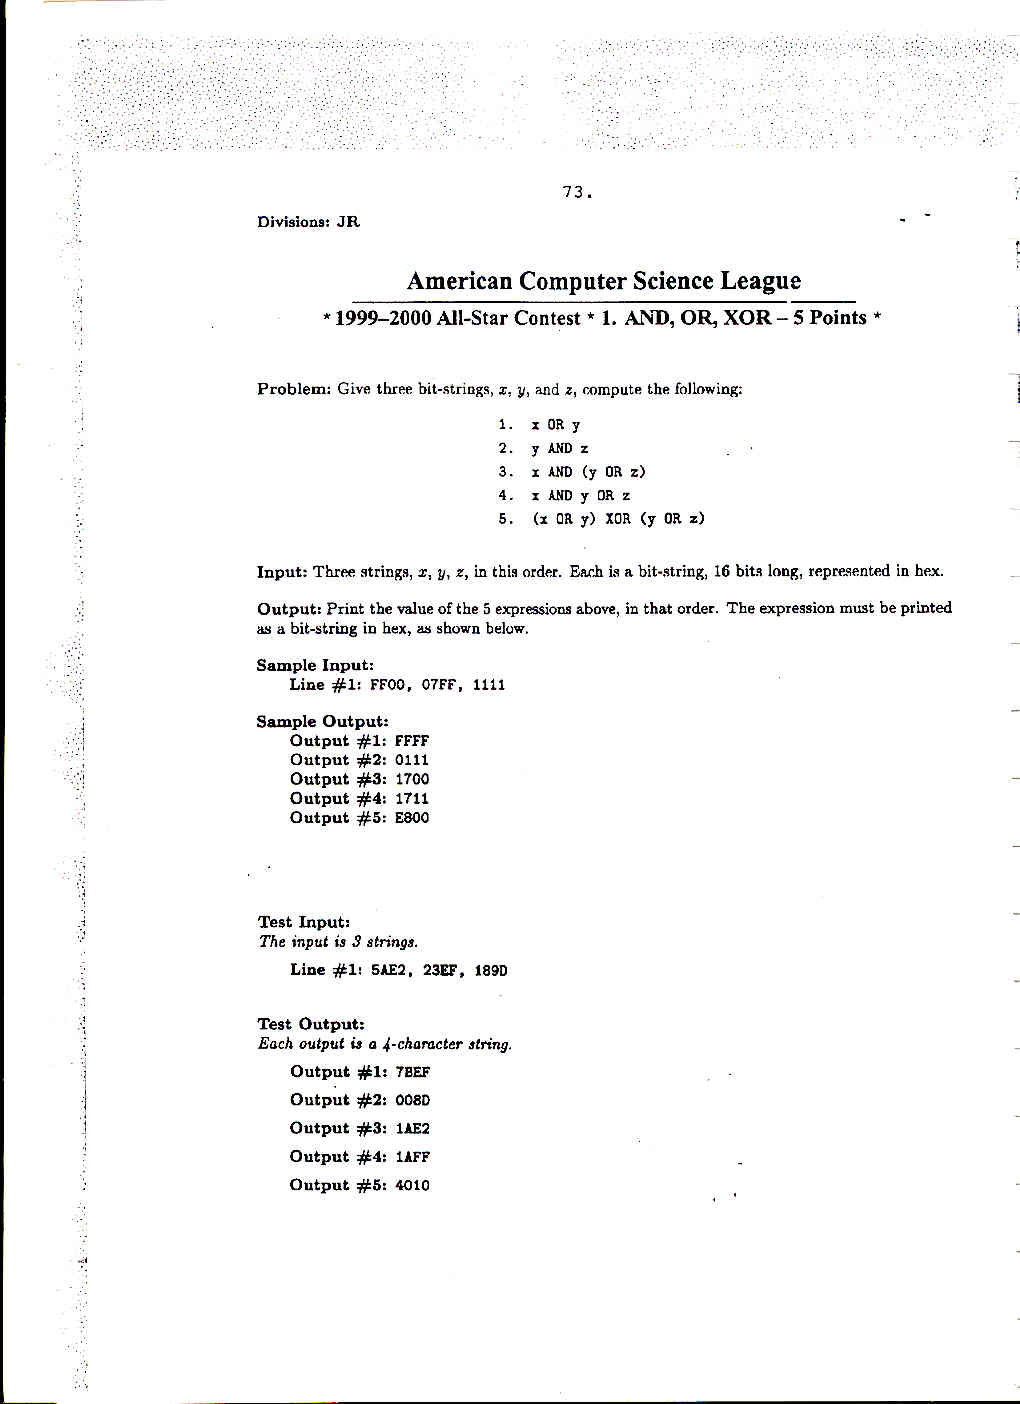 73.
Divisions: JR
American Computer Science League
* 1999–2000 All-Star Contest * 1. AND, OR, XOR – 5 Points *
Problem: Give three bit-strings, x, y, and z, compute the following:
1. x OR y
2. y AND z
3. x AND (y OR z)
4. x AND y OR z
5. (x OR y) XOR (y OR z)
Input: Three strings, x, y, z, in this order. Each is a bit-string, 16 bits long, represented in hex.
Output: Print the value of the 5 expressions above, in that order. The expression must be printed
as a bit-string in hex, as shown below.
Sample Input:
Line #1: FF00, 07FF, 1111
Sample Output:
Output #1: FFFF
Output #2: 0111
Output #3: 1700
Output #4: 1711
Output #5: E800
Test Input:
The input is 3 strings.
Line #1: 5AE2, 23EF, 189D
Test Output:
Each output is a 4-character string.
Output #1: 7BEF
Output #2: 008D
Output #3: 1AE2
Output #4: 1AFF
Output #5: 4010